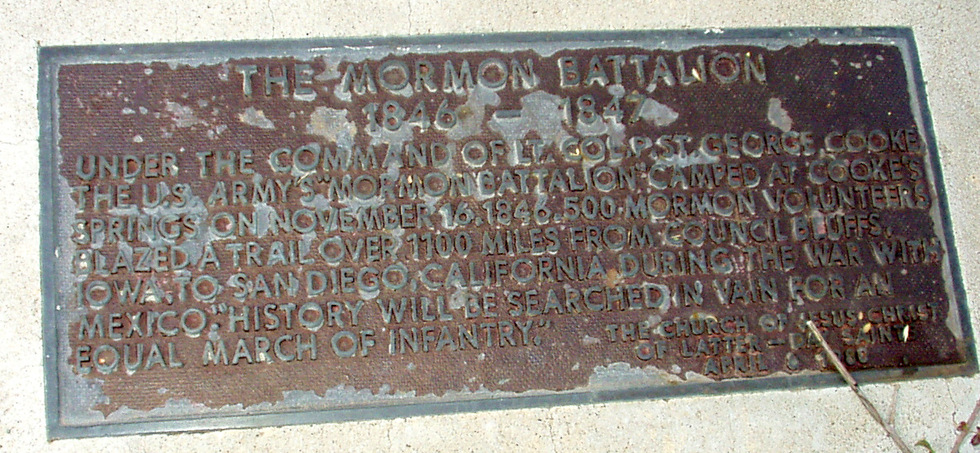 THE MORMON BATTALION
1846 — 1847
UNDER THE COMMAND OF LT. COL. P. ST. GEORGE COOKE
THE U.S. ARMY'S "MORMON BATTALION" CAMPED AT COOKE'S
SPRINGS ON NOVEMBER 16, 1846. 500 MORMON VOLUNTEERS
BLAZED A TRAIL OVER 1100 MILES FROM COUNCIL BLUFFS,
IOWA, TO SAN DIEGO, CALIFORNIA DURING THE WAR WITH
MEXICO. "HISTORY WILL BE SEARCHED IN VAIN FOR AN
EQUAL MARCH OF INFANTRY."
THE CHURCH OF JESUS CHRIST
OF LATTER - DAY SAINTS
APRIL 6